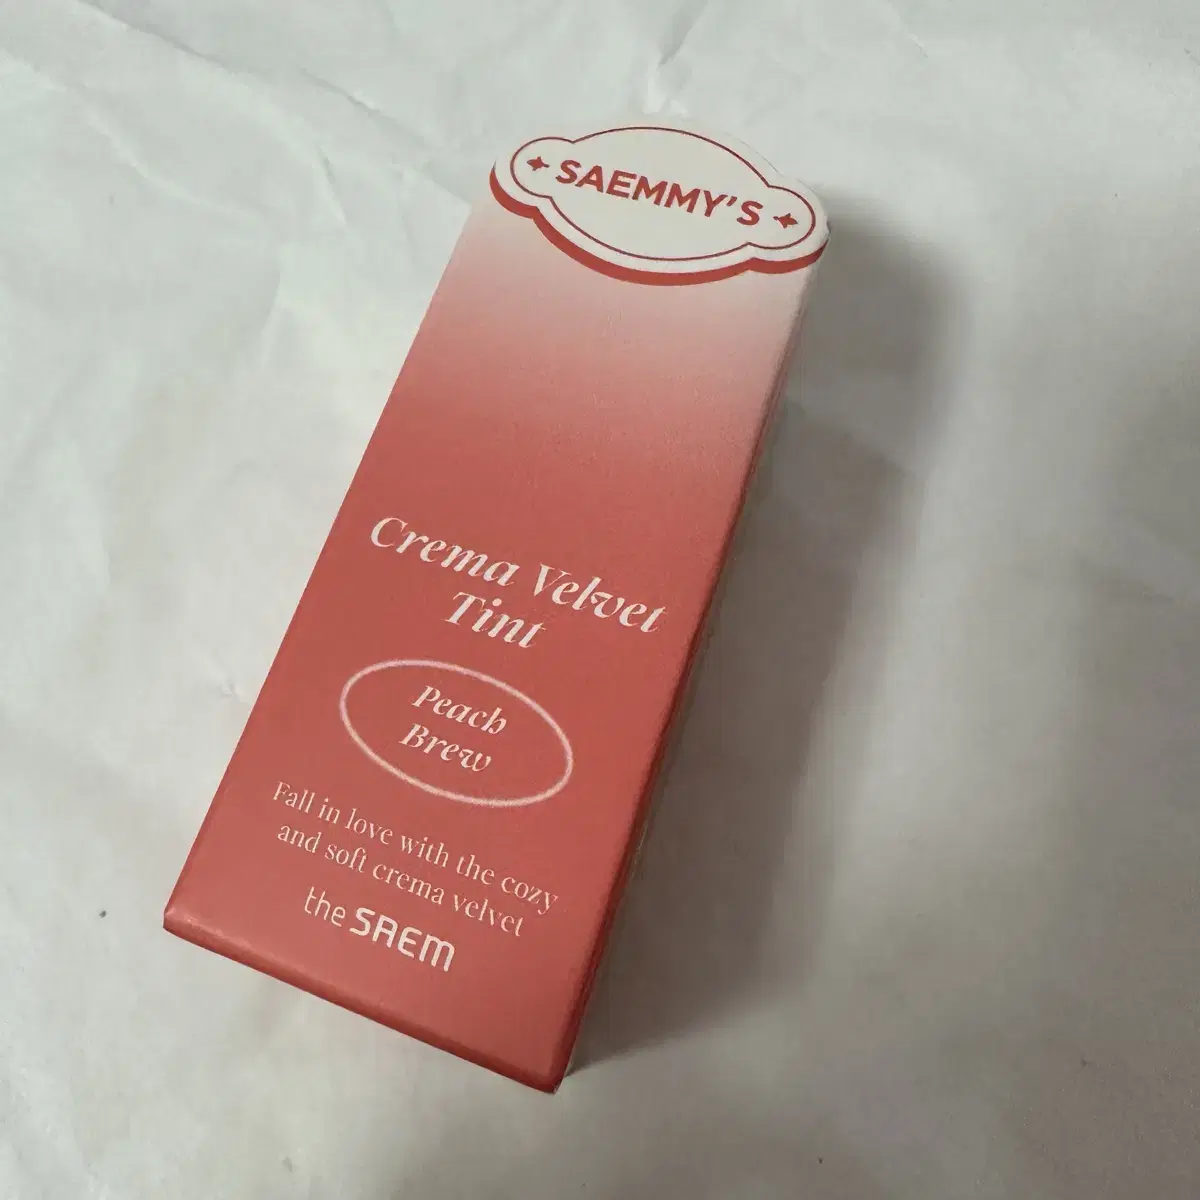 SAEMMY'S
Crema Velvet
Tint
Peach
Brew
Fall in love with the cozy
and soft crema velvet
the SAEM